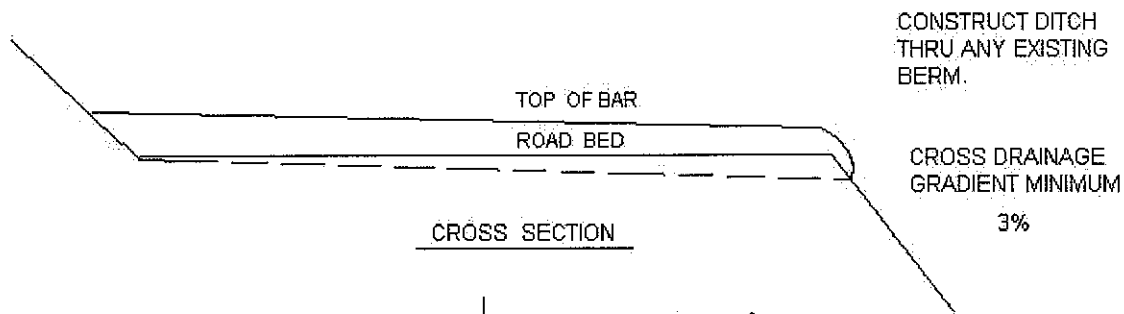 CONSTRUCT DITCH
THRU ANY EXISTING
BERM.
TOP OF BAR
ROAD BED
CROSS DRAINAGE
GRADIENT MINIMUM
3%
CROSS SECTION